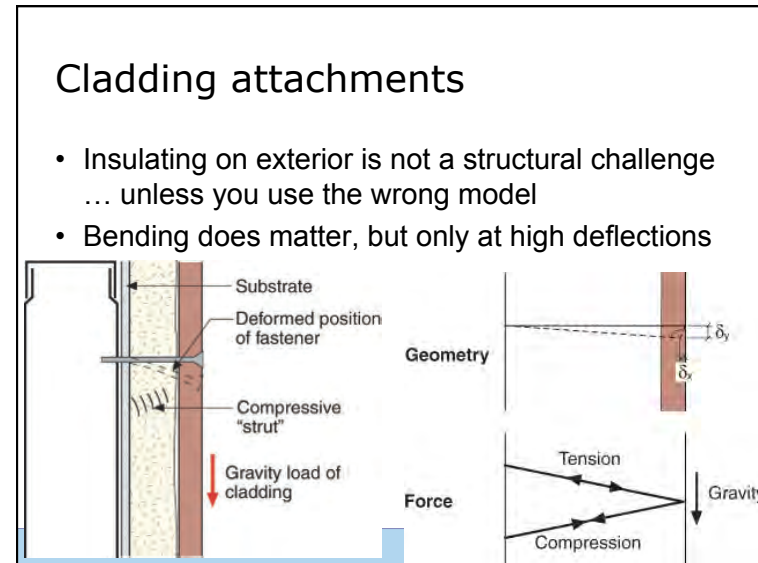 Cladding attachments
• Insulating on exterior is not a structural challenge
… unless you use the wrong model
• Bending does matter, but only at high deflections
Substrate
Deformed position
of fastener
Compressive
"strut"
Gravity load of
cladding
Geometry
δy
δx
Force
Tension
Gravity
Compression